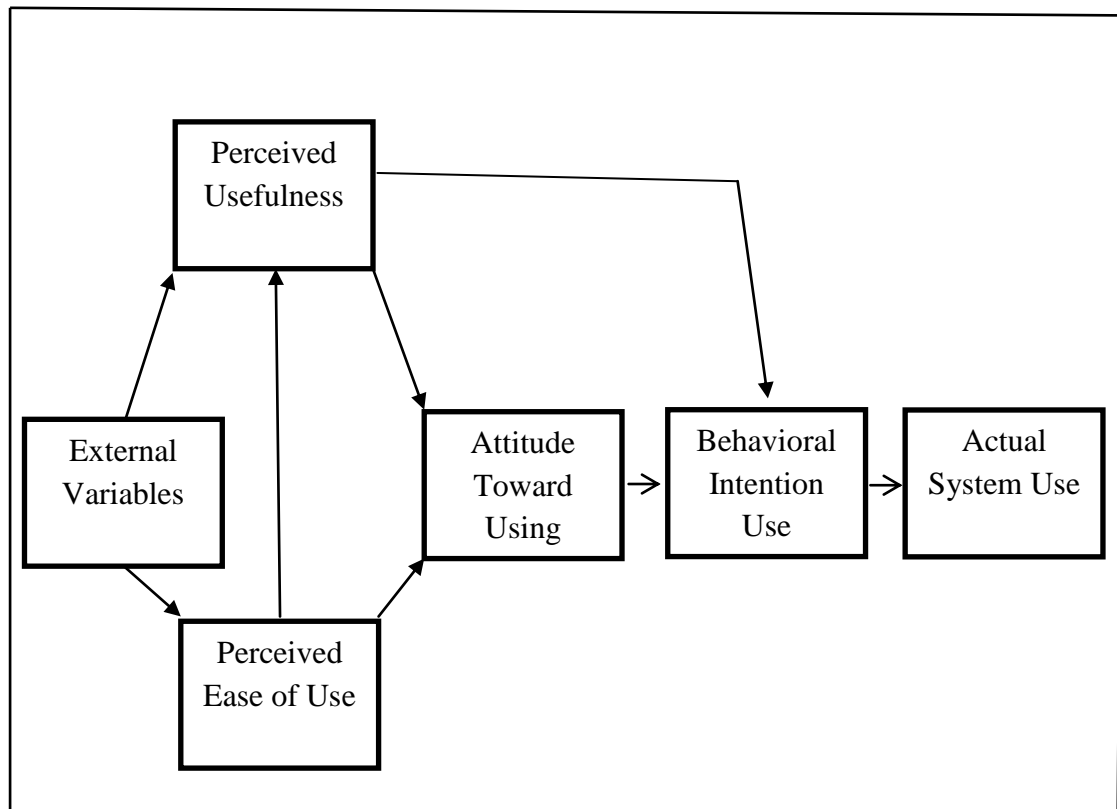 Perceived
Usefulness
External
Variables
Attitude
Toward
Using
Behavioral
Intention
Use
Actual
System Use
Perceived
Ease of Use